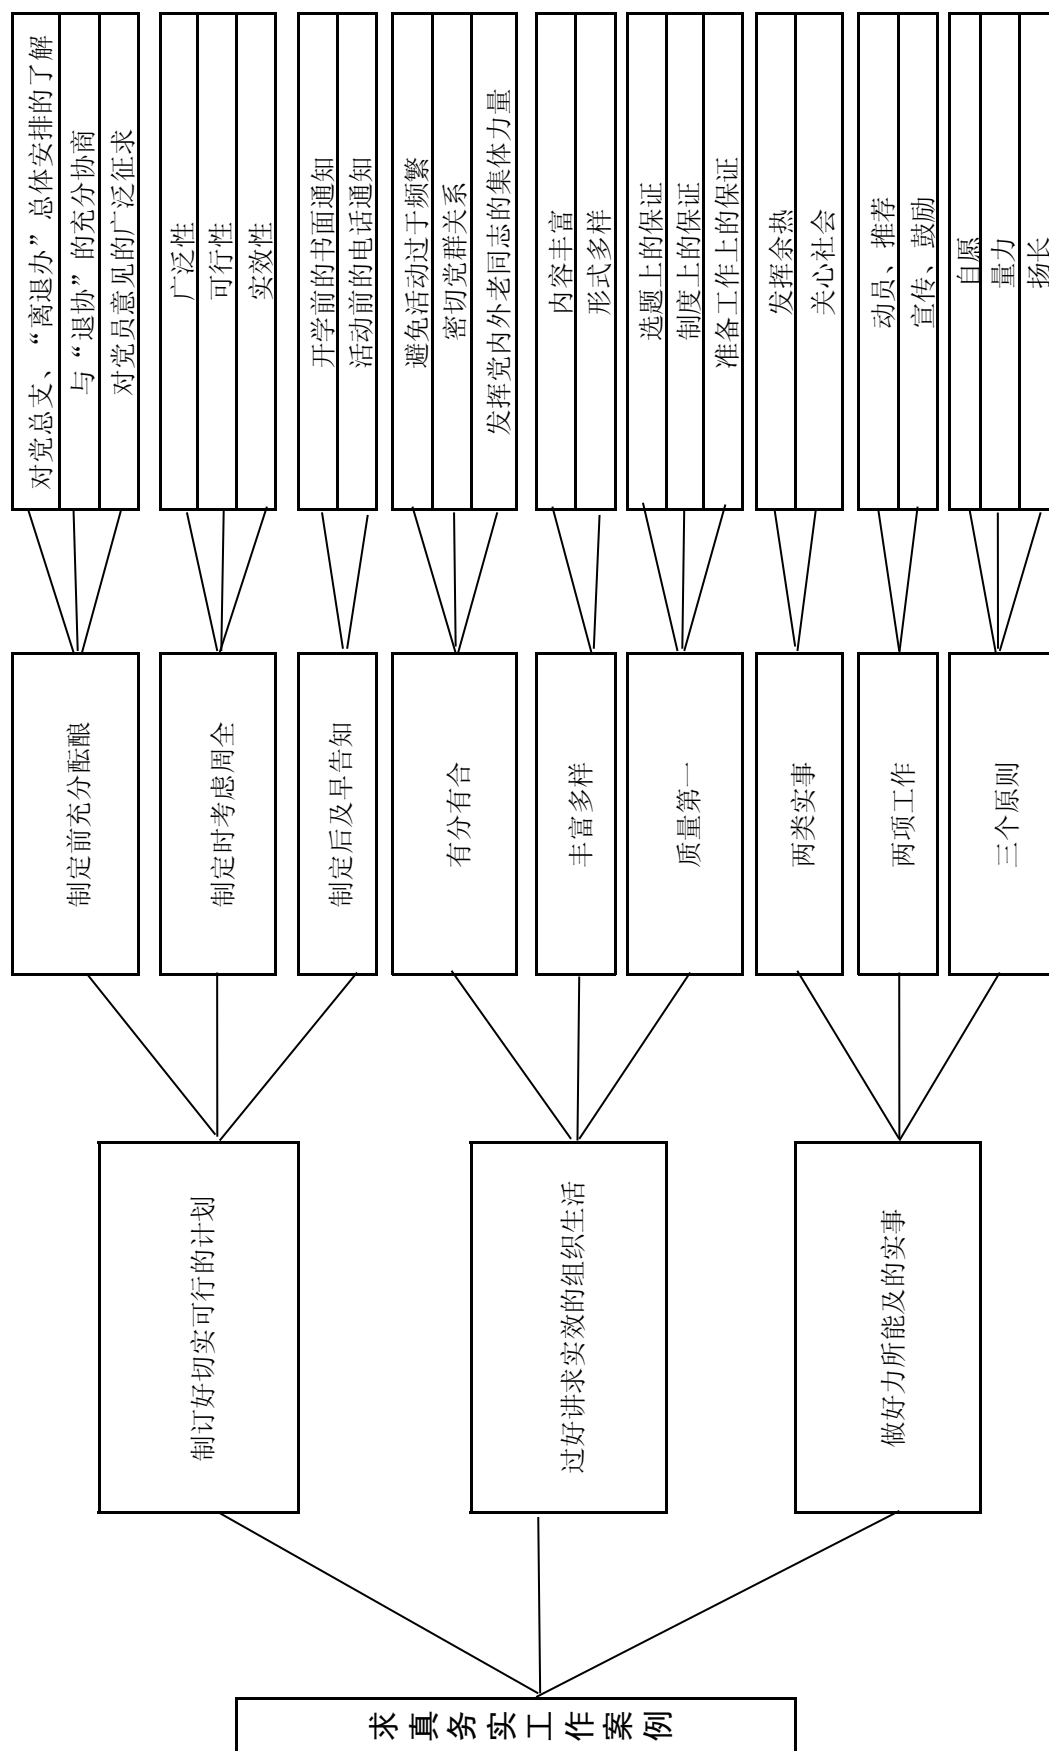 求真务实工作案例
制订好切实可行的计划
制定前充分酝酿
对党总支、“离退办”总体安排的了解
与“退协”的充分协商
对党员意见的广泛征求
制定时考虑周全
广泛性
可行性
实效性
制定后及早告知
开学前的书面通知
活动前的电话通知
过好讲求实效的组织生活
有分有合
避免活动过于频繁
密切党群关系
发挥党内外老同志的集体力量
丰富多样
内容丰富
形式多样
质量第一
选题上的保证
制度上的保证
准备工作上的保证
做好力所能及的实事
两类实事
发挥余热
关心社会
两项工作
动员、推荐
宣传、鼓励
三个原则
自愿
量力
扬长